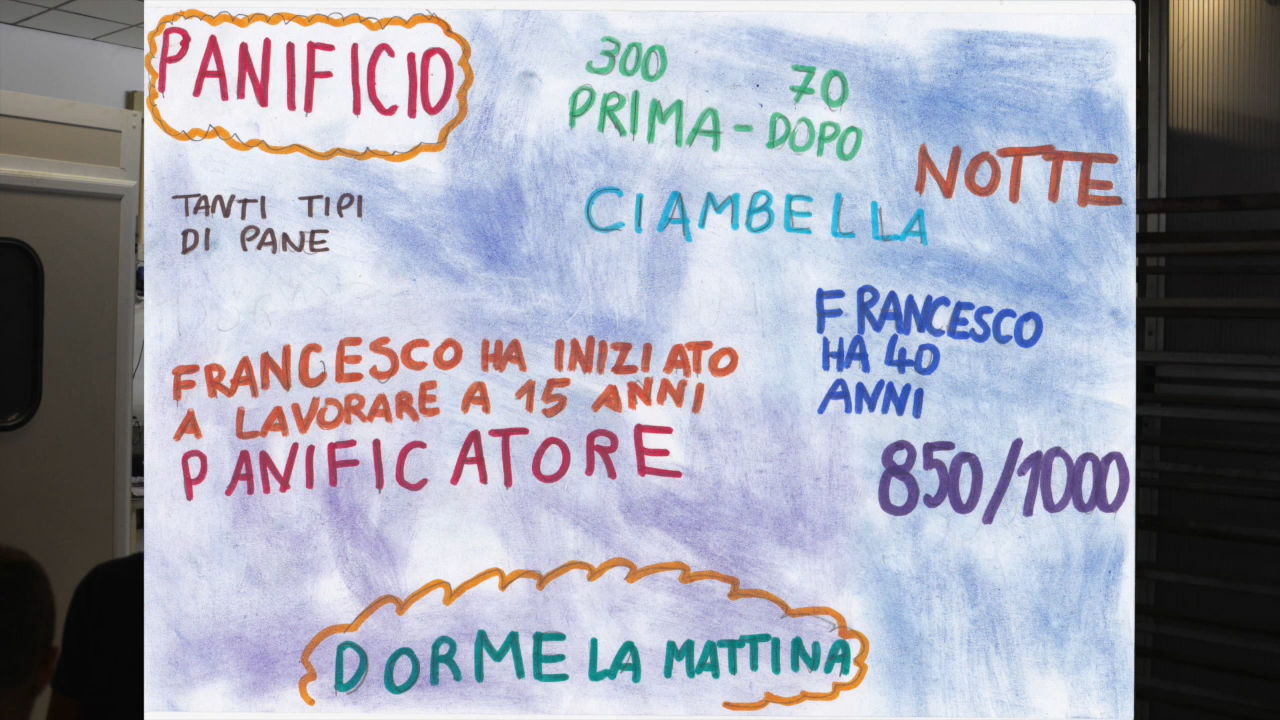 PANIFICIO
300 70
PRIMA - DOPO
NOTTE
TANTI TIPI
DI PANE
CIAMBELLA
FRANCESCO
HA 40
ANNI
FRANCESCO HA INIZIATO
A LAVORARE A 15 ANNI
PANIFICATORE
850/1000
DORME LA MATTINA